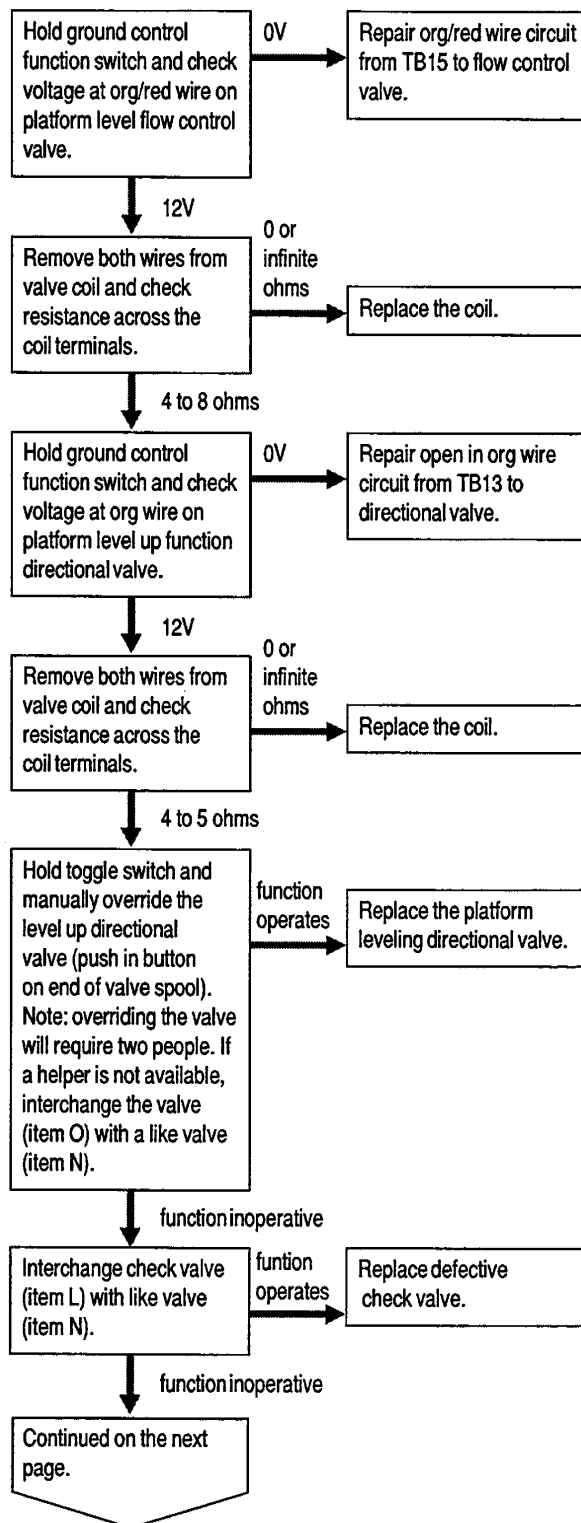 Hold ground control
function switch and check
voltage at org/red wire on
platform level flow control
valve.
0V
Repair org/red wire circuit
from TB15 to flow control
valve.
12V
Remove both wires from
valve coil and check
resistance across the
coil terminals.
0 or
infinite
ohms
Replace the coil.
4 to 8 ohms
Hold ground control
function switch and check
voltage at org wire on
platform level up function
directional valve.
0V
Repair open in org wire
circuit from TB13 to
directional valve.
12V
Remove both wires from
valve coil and check
resistance across the
coil terminals.
0 or
infinite
ohms
Replace the coil.
4 to 5 ohms
Hold toggle switch and
manually override the
level up directional
valve (push in button
on end of valve spool).
Note: overriding the valve
will require two people. If
a helper is not available,
interchange the valve
(item O) with a like valve
(item N).
function
operates
Replace the platform
leveling directional valve.
function inoperative
Interchange check valve
(item L) with like valve
(item N).
funtion
operates
Replace defective
check valve.
function inoperative
Continued on the next
page.